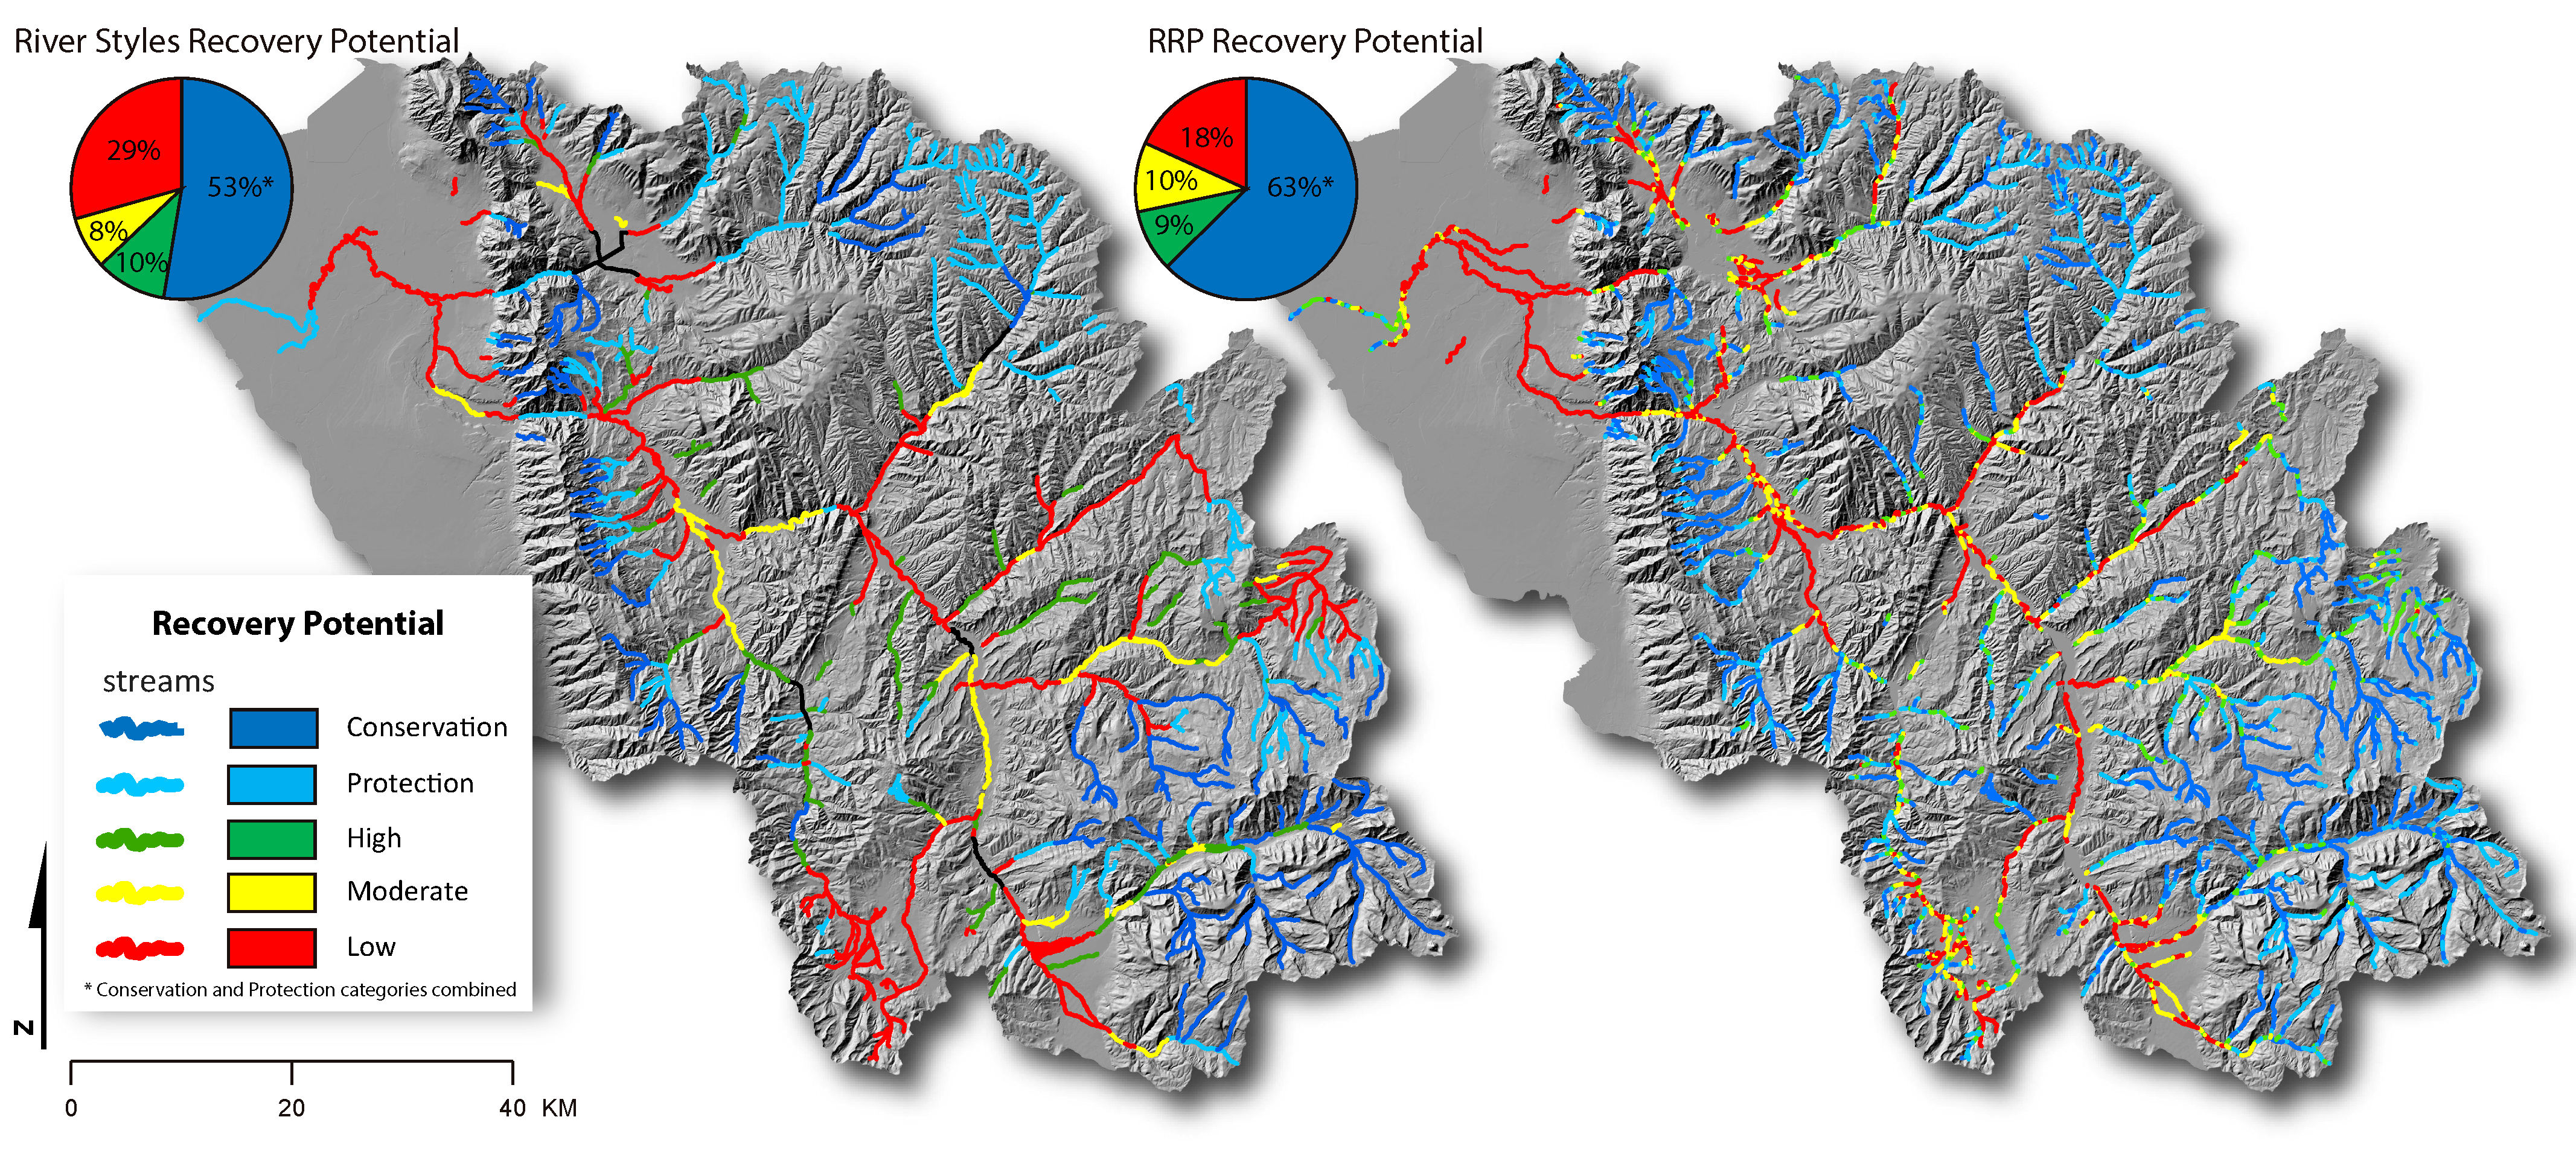 River Styles Recovery Potential
29%
53%*
8%
10%
RRP Recovery Potential
18%
10%
63%*
9%
Recovery Potential
streams
Conservation
Protection
High
Moderate
Low
* Conservation and Protection categories combined
N
0 20 40 KM